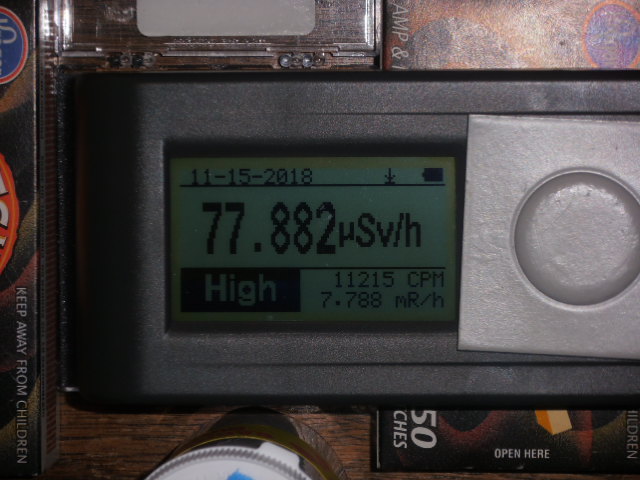 AMP &
11-15-2018
77.882μSv/h
High
11215 CPM
7.788 mR/h
KEEP AWAY FROM CHILDREN
50
CHES
OPEN HERE